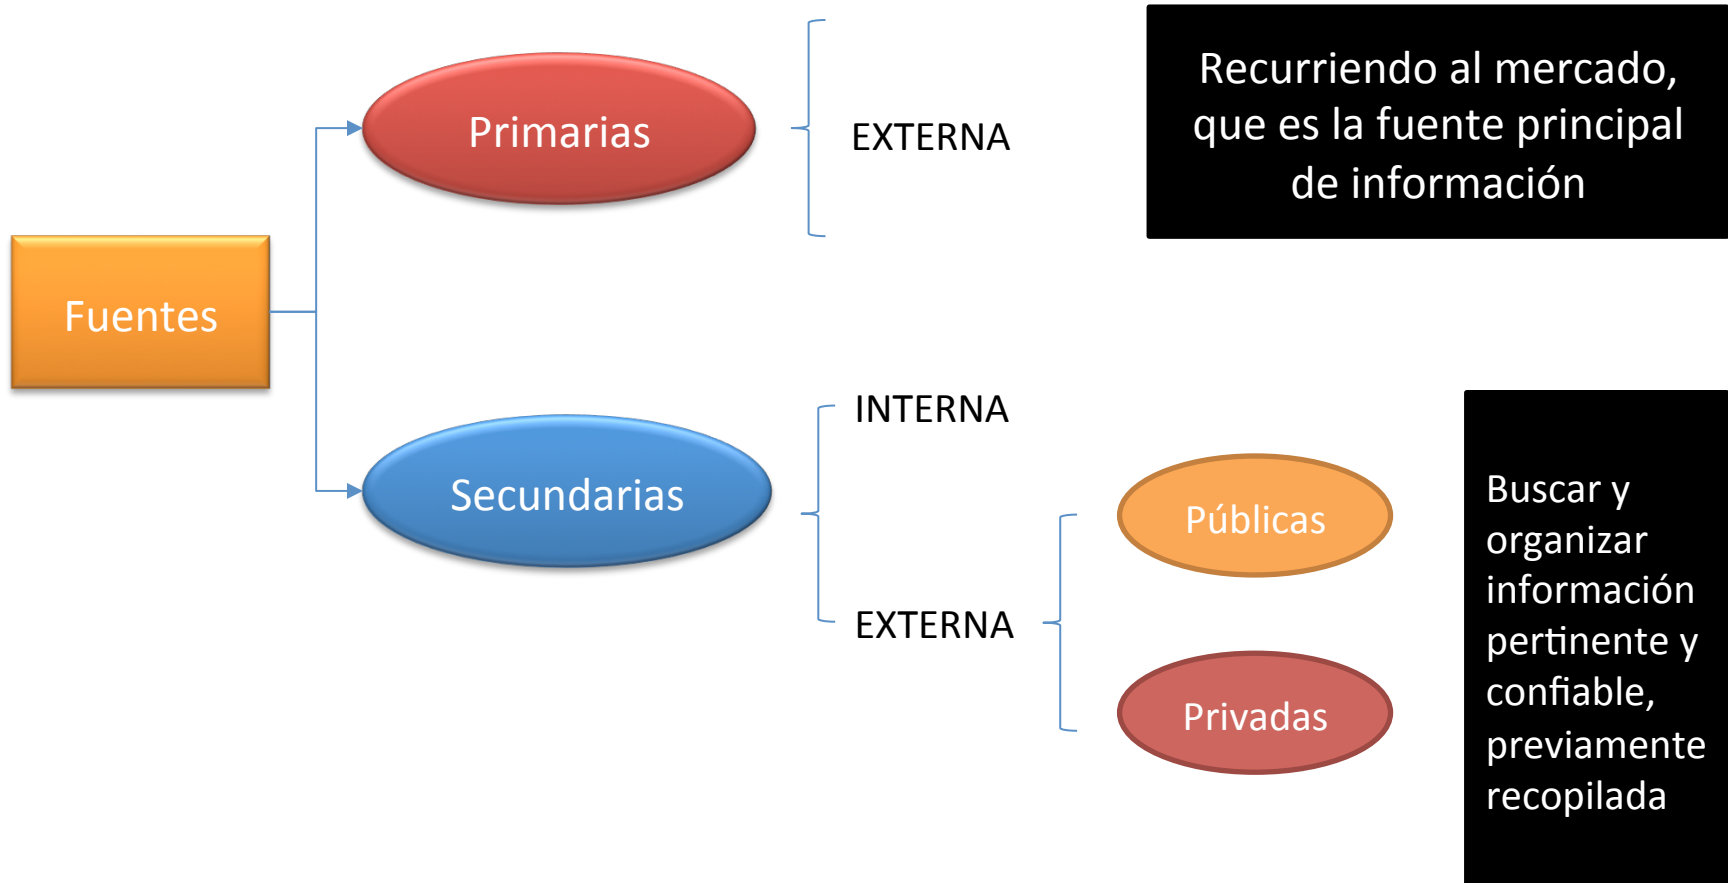 Fuentes
Primarias
EXTERNA
Recurriendo al mercado,
que es la fuente principal
de información
Secundarias
INTERNA
EXTERNA
Públicas
Privadas
Buscar y
organizar
información
pertinente y
confiable,
previamente
recopilada